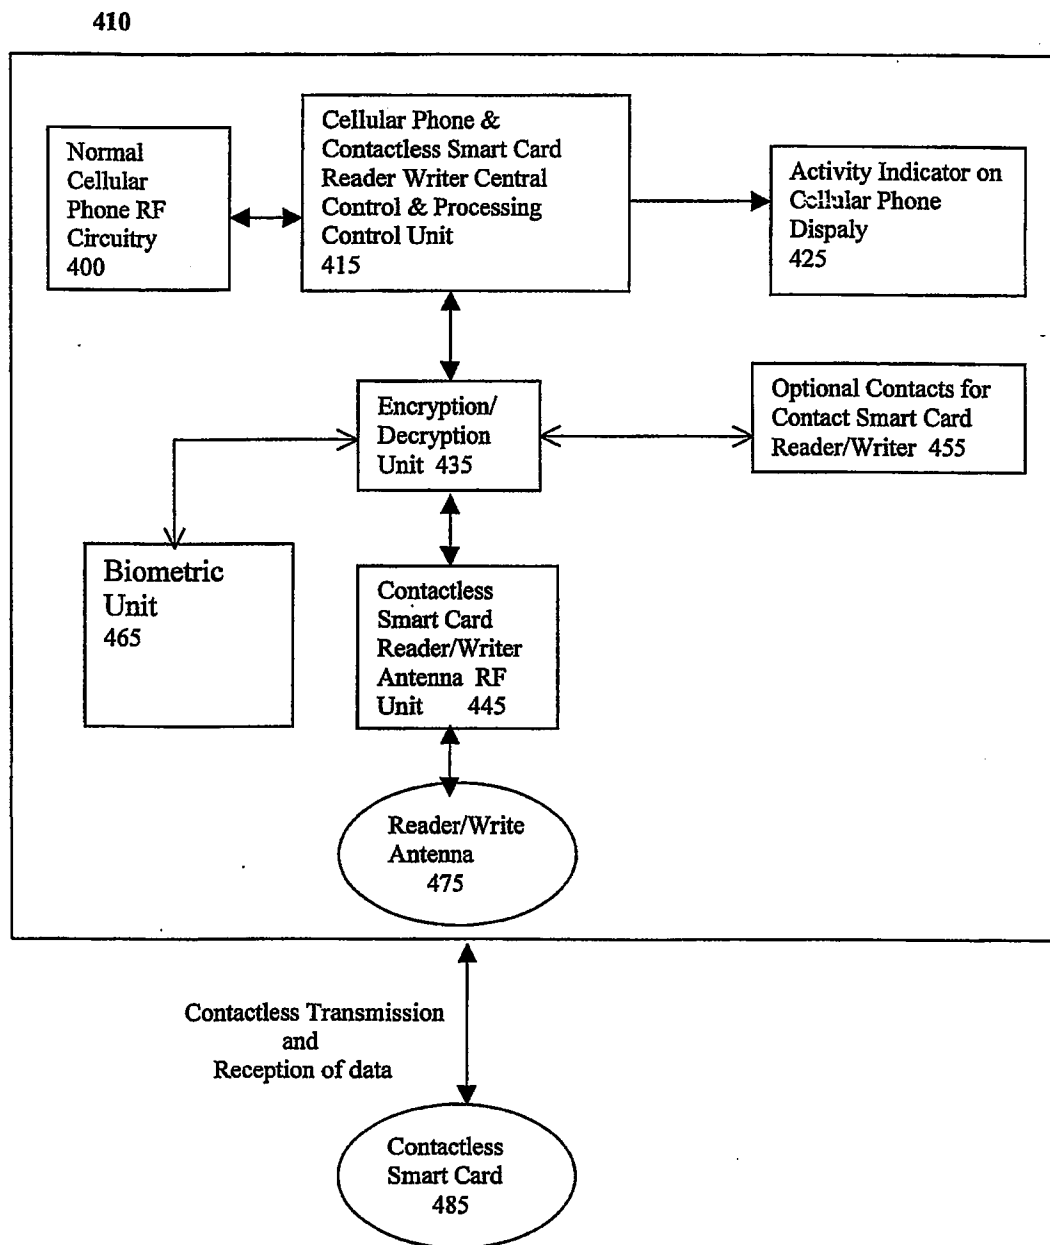 410
Normal
Cellular
Phone RF
Circuitry
400
Cellular Phone &
Contactless Smart Card
Reader Writer Central
Control & Processing
Control Unit
415
Activity Indicator on
Cellular Phone
Dispaly
425
Encryption/
Decryption
Unit 435
Optional Contacts for
Contact Smart Card
Reader/Writer 455
Biometric
Unit
465
Contactless
Smart Card
Reader/Writer
Antenna RF
Unit 445
Reader/Write
Antenna
475
Contactless Transmission
and
Reception of data
Contactless
Smart Card
485